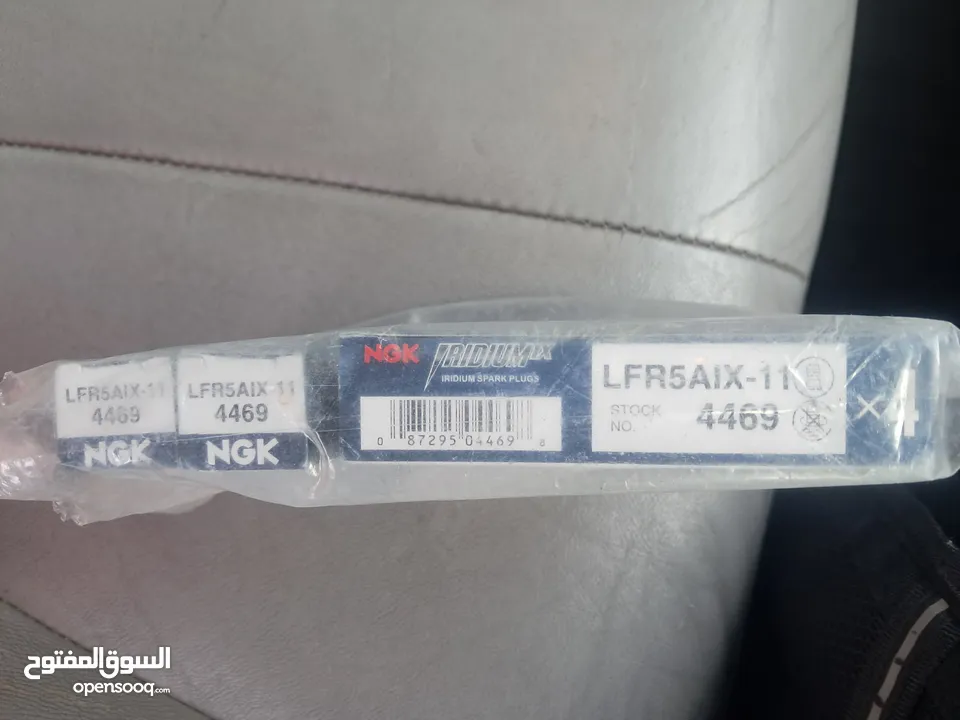 LFR5AIX-11
4469
NGK
LFR5AIX-11
4469
NGK
NGK IRIDIUM IX
IRIDIUM SPARK PLUGS
0 87295 04469 8
LFR5AIX-11
STOCK NO. 4469
×4
السوق المفتوح
opensooq.com